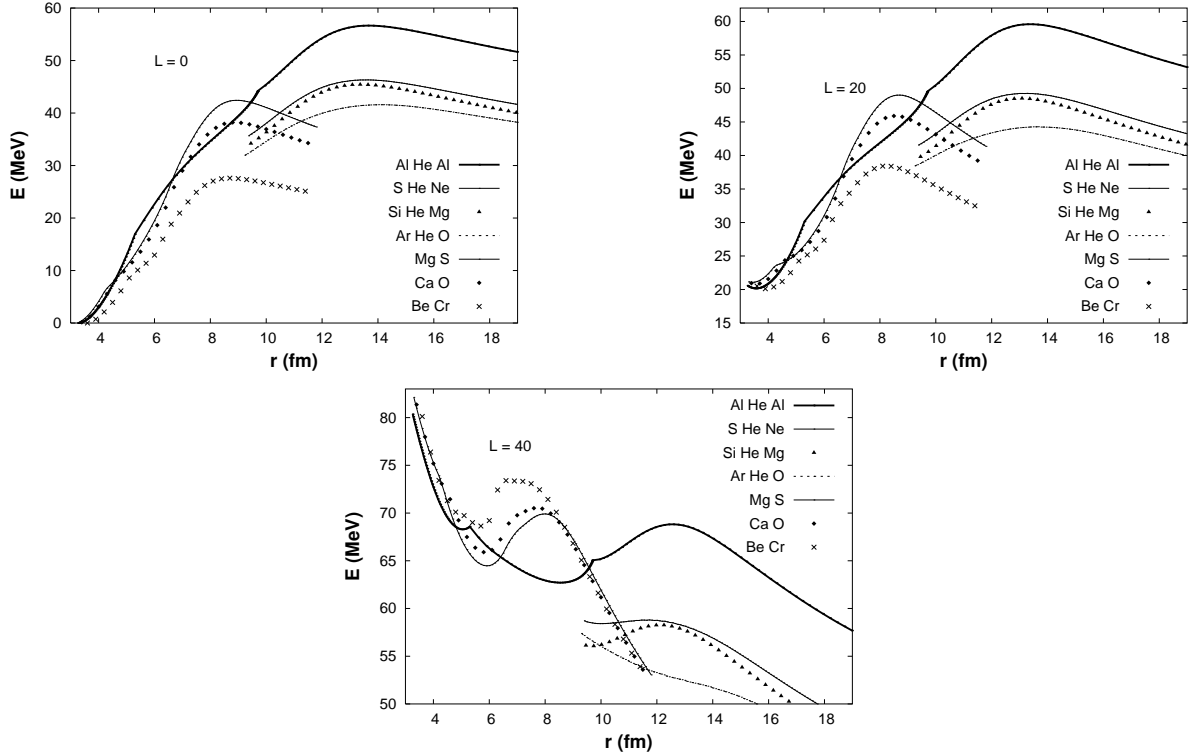 60
50
40
30
20
10
0
4 6 8 10 12 14 16 18
E (MeV)
r (fm)
L = 0
Al He Al
S He Ne
Si He Mg
Ar He O
Mg S
Ca O
Be Cr
60
55
50
45
40
35
30
25
20
15
4 6 8 10 12 14 16 18
E (MeV)
r (fm)
L = 20
Al He Al
S He Ne
Si He Mg
Ar He O
Mg S
Ca O
Be Cr
80
75
70
65
60
55
50
4 6 8 10 12 14 16 18
E (MeV)
r (fm)
L = 40
Al He Al
S He Ne
Si He Mg
Ar He O
Mg S
Ca O
Be Cr